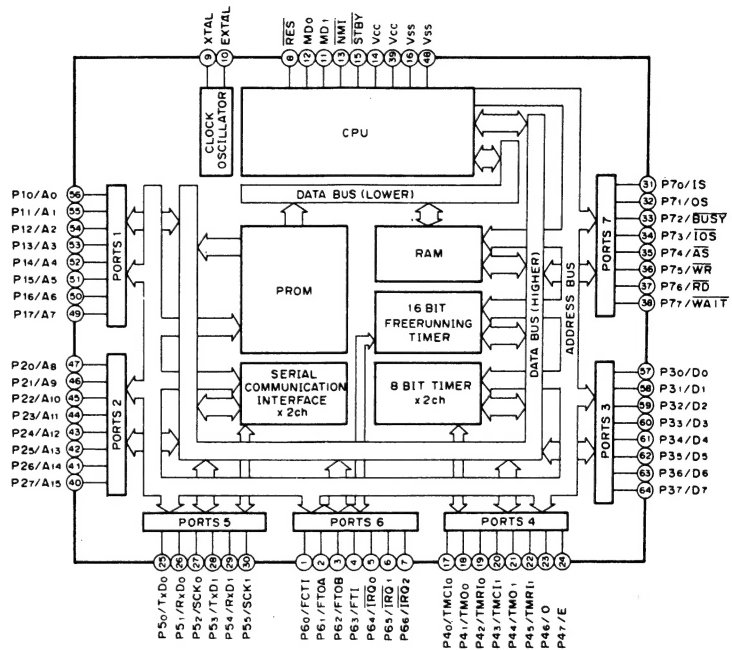 XTAL
EXTAL
RES
MD0
MD1
NMI
STBY
Vcc
Vcc
Vss
Vss
9
10
8
12
11
13
15
14
39
16
48
CLOCK
OSCILLATOR
CPU
DATA BUS (LOWER)
PROM
RAM
16 BIT
FREERUNNING
TIMER
SERIAL
COMMUNICATION
INTERFACE
x 2ch
8 BIT TIMER
x 2ch
DATA BUS (HIGHER)
ADDRESS BUS
PORTS 1
P10/A0 56
P11/A1 55
P12/A2 54
P13/A3 53
P14/A4 52
P15/A5 51
P16/A6 50
P17/A7 49
PORTS 2
P20/A8 47
P21/A9 46
P22/A10 45
P23/A11 44
P24/A12 43
P25/A13 42
P26/A14 41
P27/A15 40
PORTS 7
31 P70/IS
32 P71/OS
33 P72/BUSY
34 P73/IOS
35 P74/AS
36 P75/WR
37 P76/RD
38 P77/WAIT
PORTS 3
57 P30/D0
58 P31/D1
59 P32/D2
60 P33/D3
61 P34/D4
62 P35/D5
63 P36/D6
64 P37/D7
PORTS 5
25 P50/TxD0
26 P51/RxD0
27 P52/SCK0
28 P53/TxD1
29 P54/RxD1
30 P55/SCK1
PORTS 6
1 P60/FCTI
2 P61/FTOA
3 P62/FTOB
4 P63/FTI
5 P64/IRQ0
6 P65/IRQ1
7 P66/IRQ2
PORTS 4
17 P40/TMCI0
18 P41/TMO0
19 P42/TMRI0
20 P43/TMCI1
21 P44/TMO1
22 P45/TMRI1
23 P46/O
24 P47/E